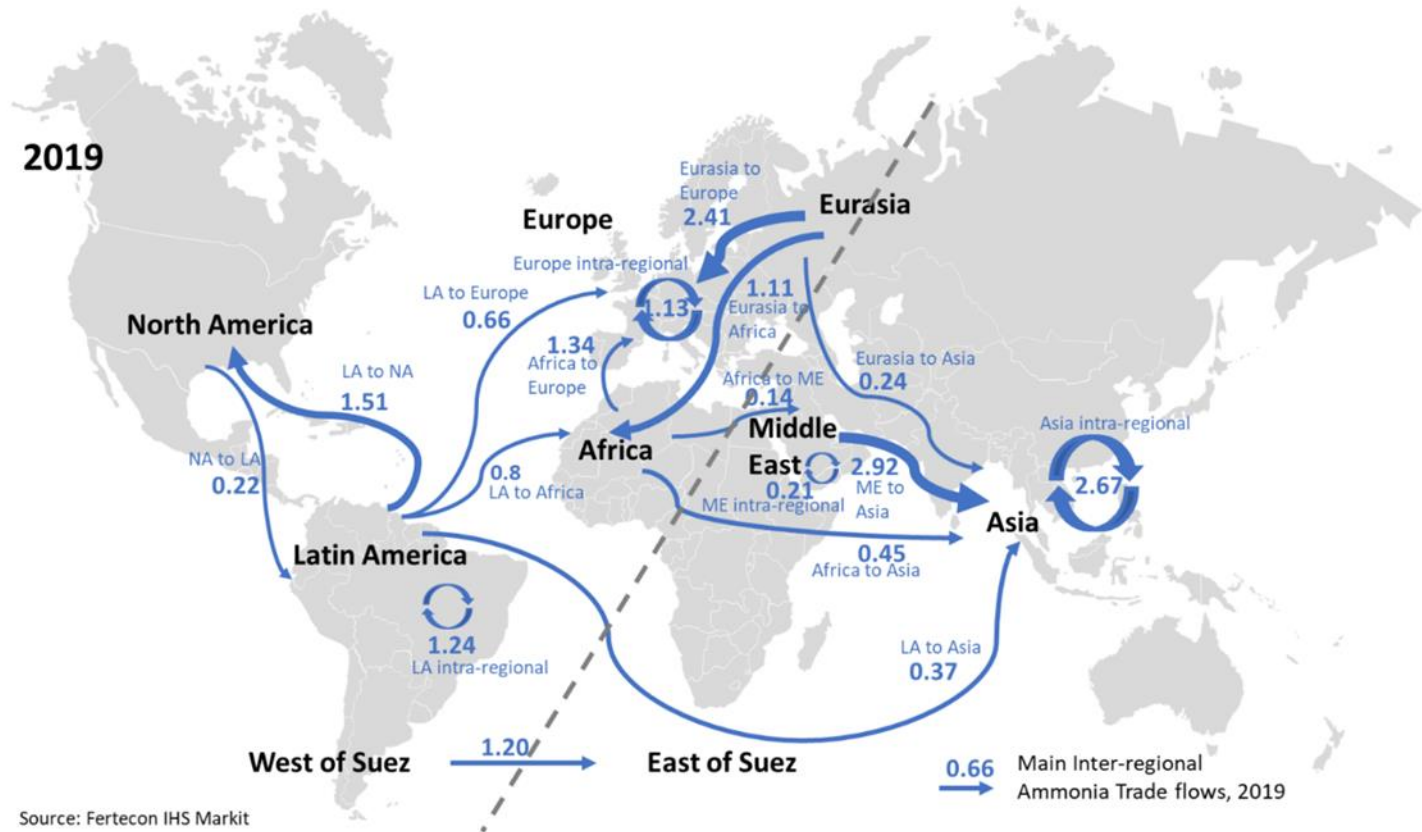 2019
Eurasia to
Europe
2.41
Eurasia
Europe
Europe intra-regional
1.13
LA to Europe
0.66
1.11
Eurasia to
Africa
North America
1.34
Africa to
Europe
LA to NA
1.51
Eurasia to Asia
0.24
Africa to ME
0.14
Asia intra-regional
2.67
NA to LA
0.22
0.8
LA to Africa
Africa
Middle
East
0.21
ME intra-regional
2.92
ME to
Asia
Asia
0.45
Africa to Asia
Latin America
1.24
LA intra-regional
LA to Asia
0.37
West of Suez
1.20
East of Suez
0.66
Main Inter-regional
Ammonia Trade flows, 2019
Source: Fertecon IHS Markit